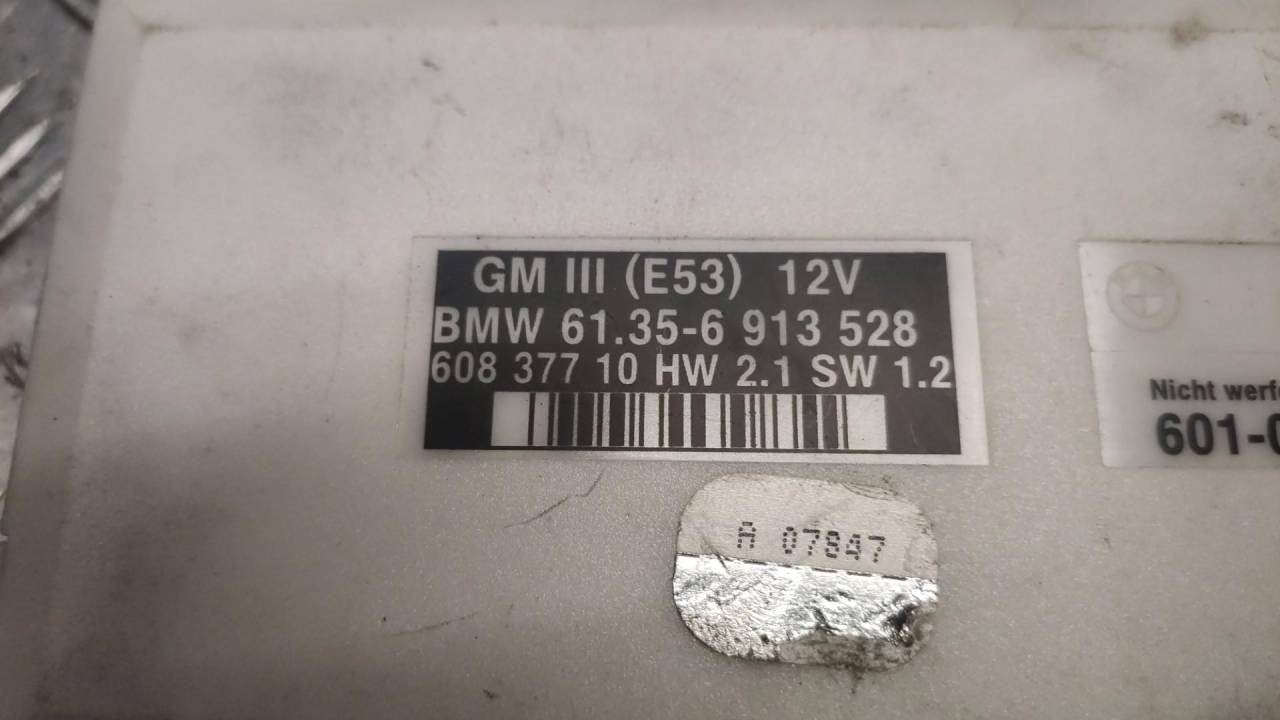 GM III (E53) 12V
BMW 61.35-6 913 528
608 377 10 HW 2.1 SW 1.2
Nicht
601-
A 07847